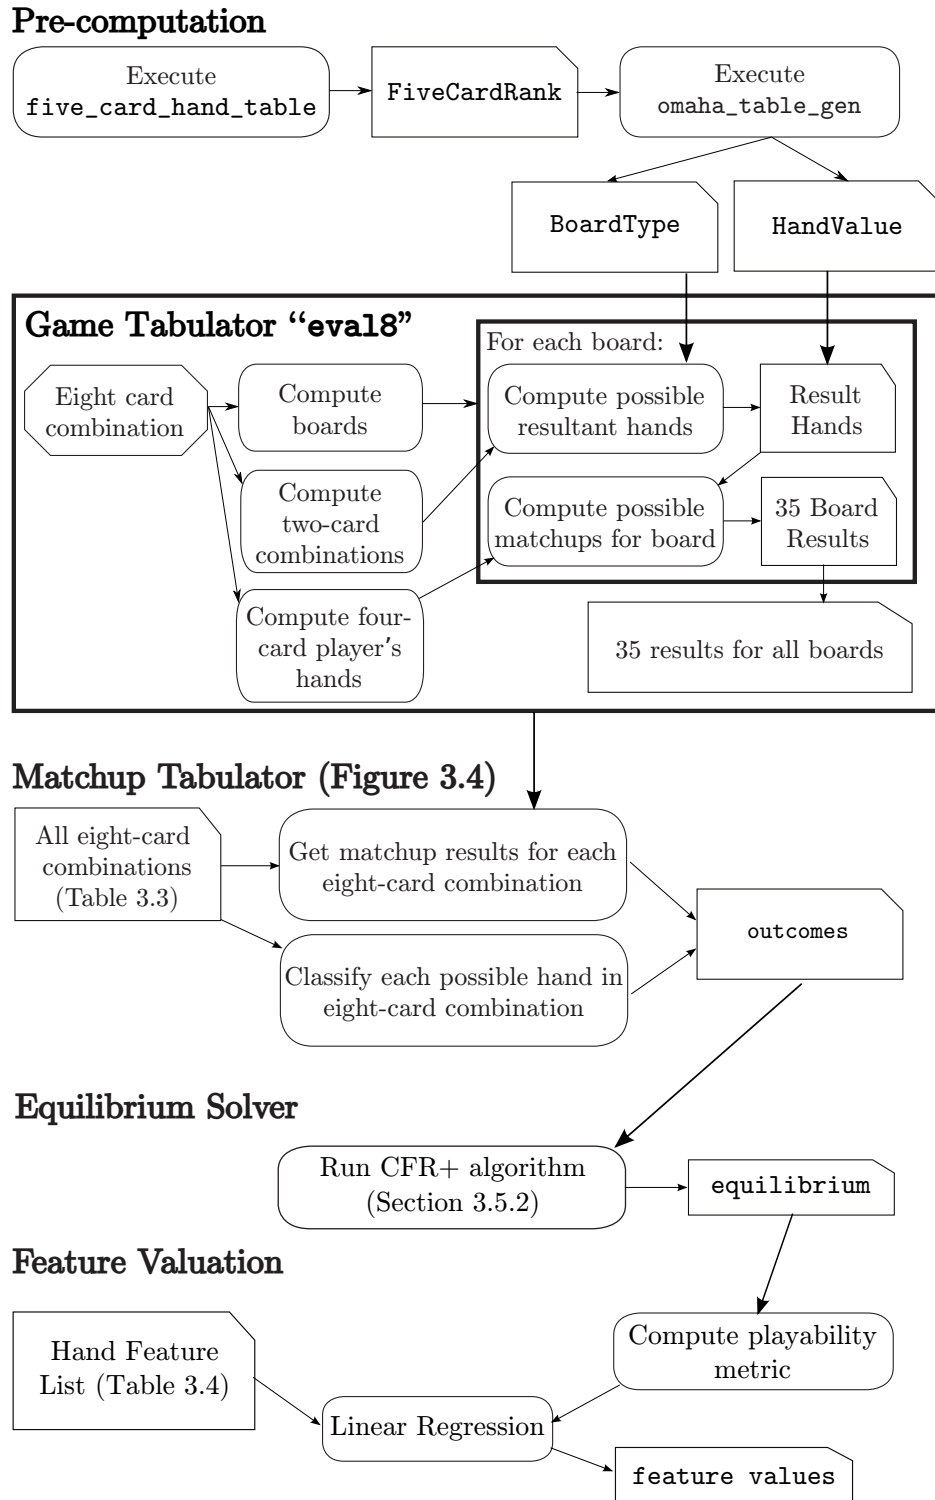 Pre-computation
Execute
five_card_hand_table
FiveCardRank
Execute
omaha_table_gen
BoardType
HandValue
Game Tabulator “eval8”
For each board:
Eight card
combination
Compute
boards
Compute possible
resultant hands
Result
Hands
Compute
two-card
combinations
Compute possible
matchups for board
35 Board
Results
Compute four-
card player's
hands
35 results for all boards
Matchup Tabulator (Figure 3.4)
All eight-card
combinations
(Table 3.3)
Get matchup results for each
eight-card combination
outcomes
Classify each possible hand in
eight-card combination
Equilibrium Solver
Run CFR+ algorithm
(Section 3.5.2)
equilibrium
Feature Valuation
Hand Feature
List (Table 3.4)
Compute playability
metric
Linear Regression
feature values